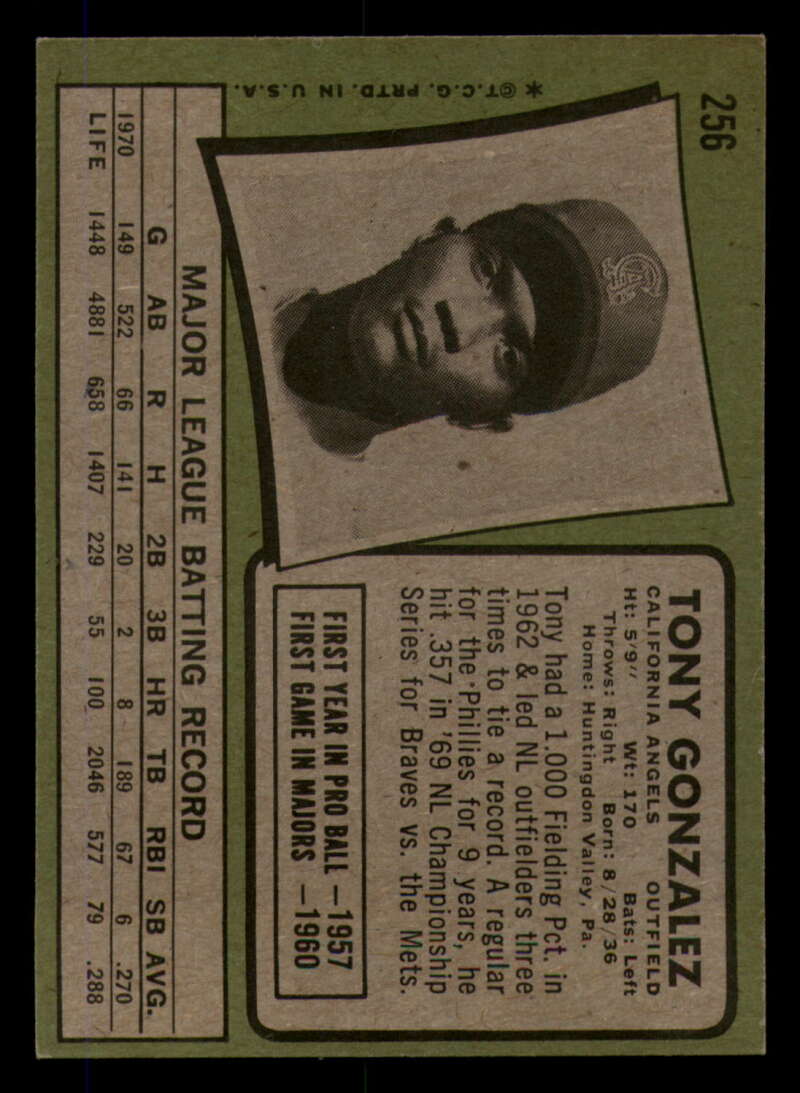 256
TONY GONZALEZ
CALIFORNIA ANGELS OUTFIELD
Ht: 5'9" Wt: 170 Bats: Left
Throws: Right Born: 8/28/36
Home: Huntingdon Valley, Pa.
Tony had a 1.000 Fielding Pct. in
1962 & led NL outfielders three
times to tie a record. A regular
for the Phillies for 9 years, he
hit .357 in '69 NL Championship
Series for Braves vs. the Mets.
FIRST YEAR IN PRO BALL —1957
FIRST GAME IN MAJORS —1960
MAJOR LEAGUE BATTING RECORD
G AB R H 2B 3B HR TB RBI SB AVG.
1970 149 522 66 141 20 2 8 189 67 6 .270
LIFE 1448 4881 658 1407 229 55 100 2046 577 79 .288
* © T.C.G. PRTD. IN U.S.A.